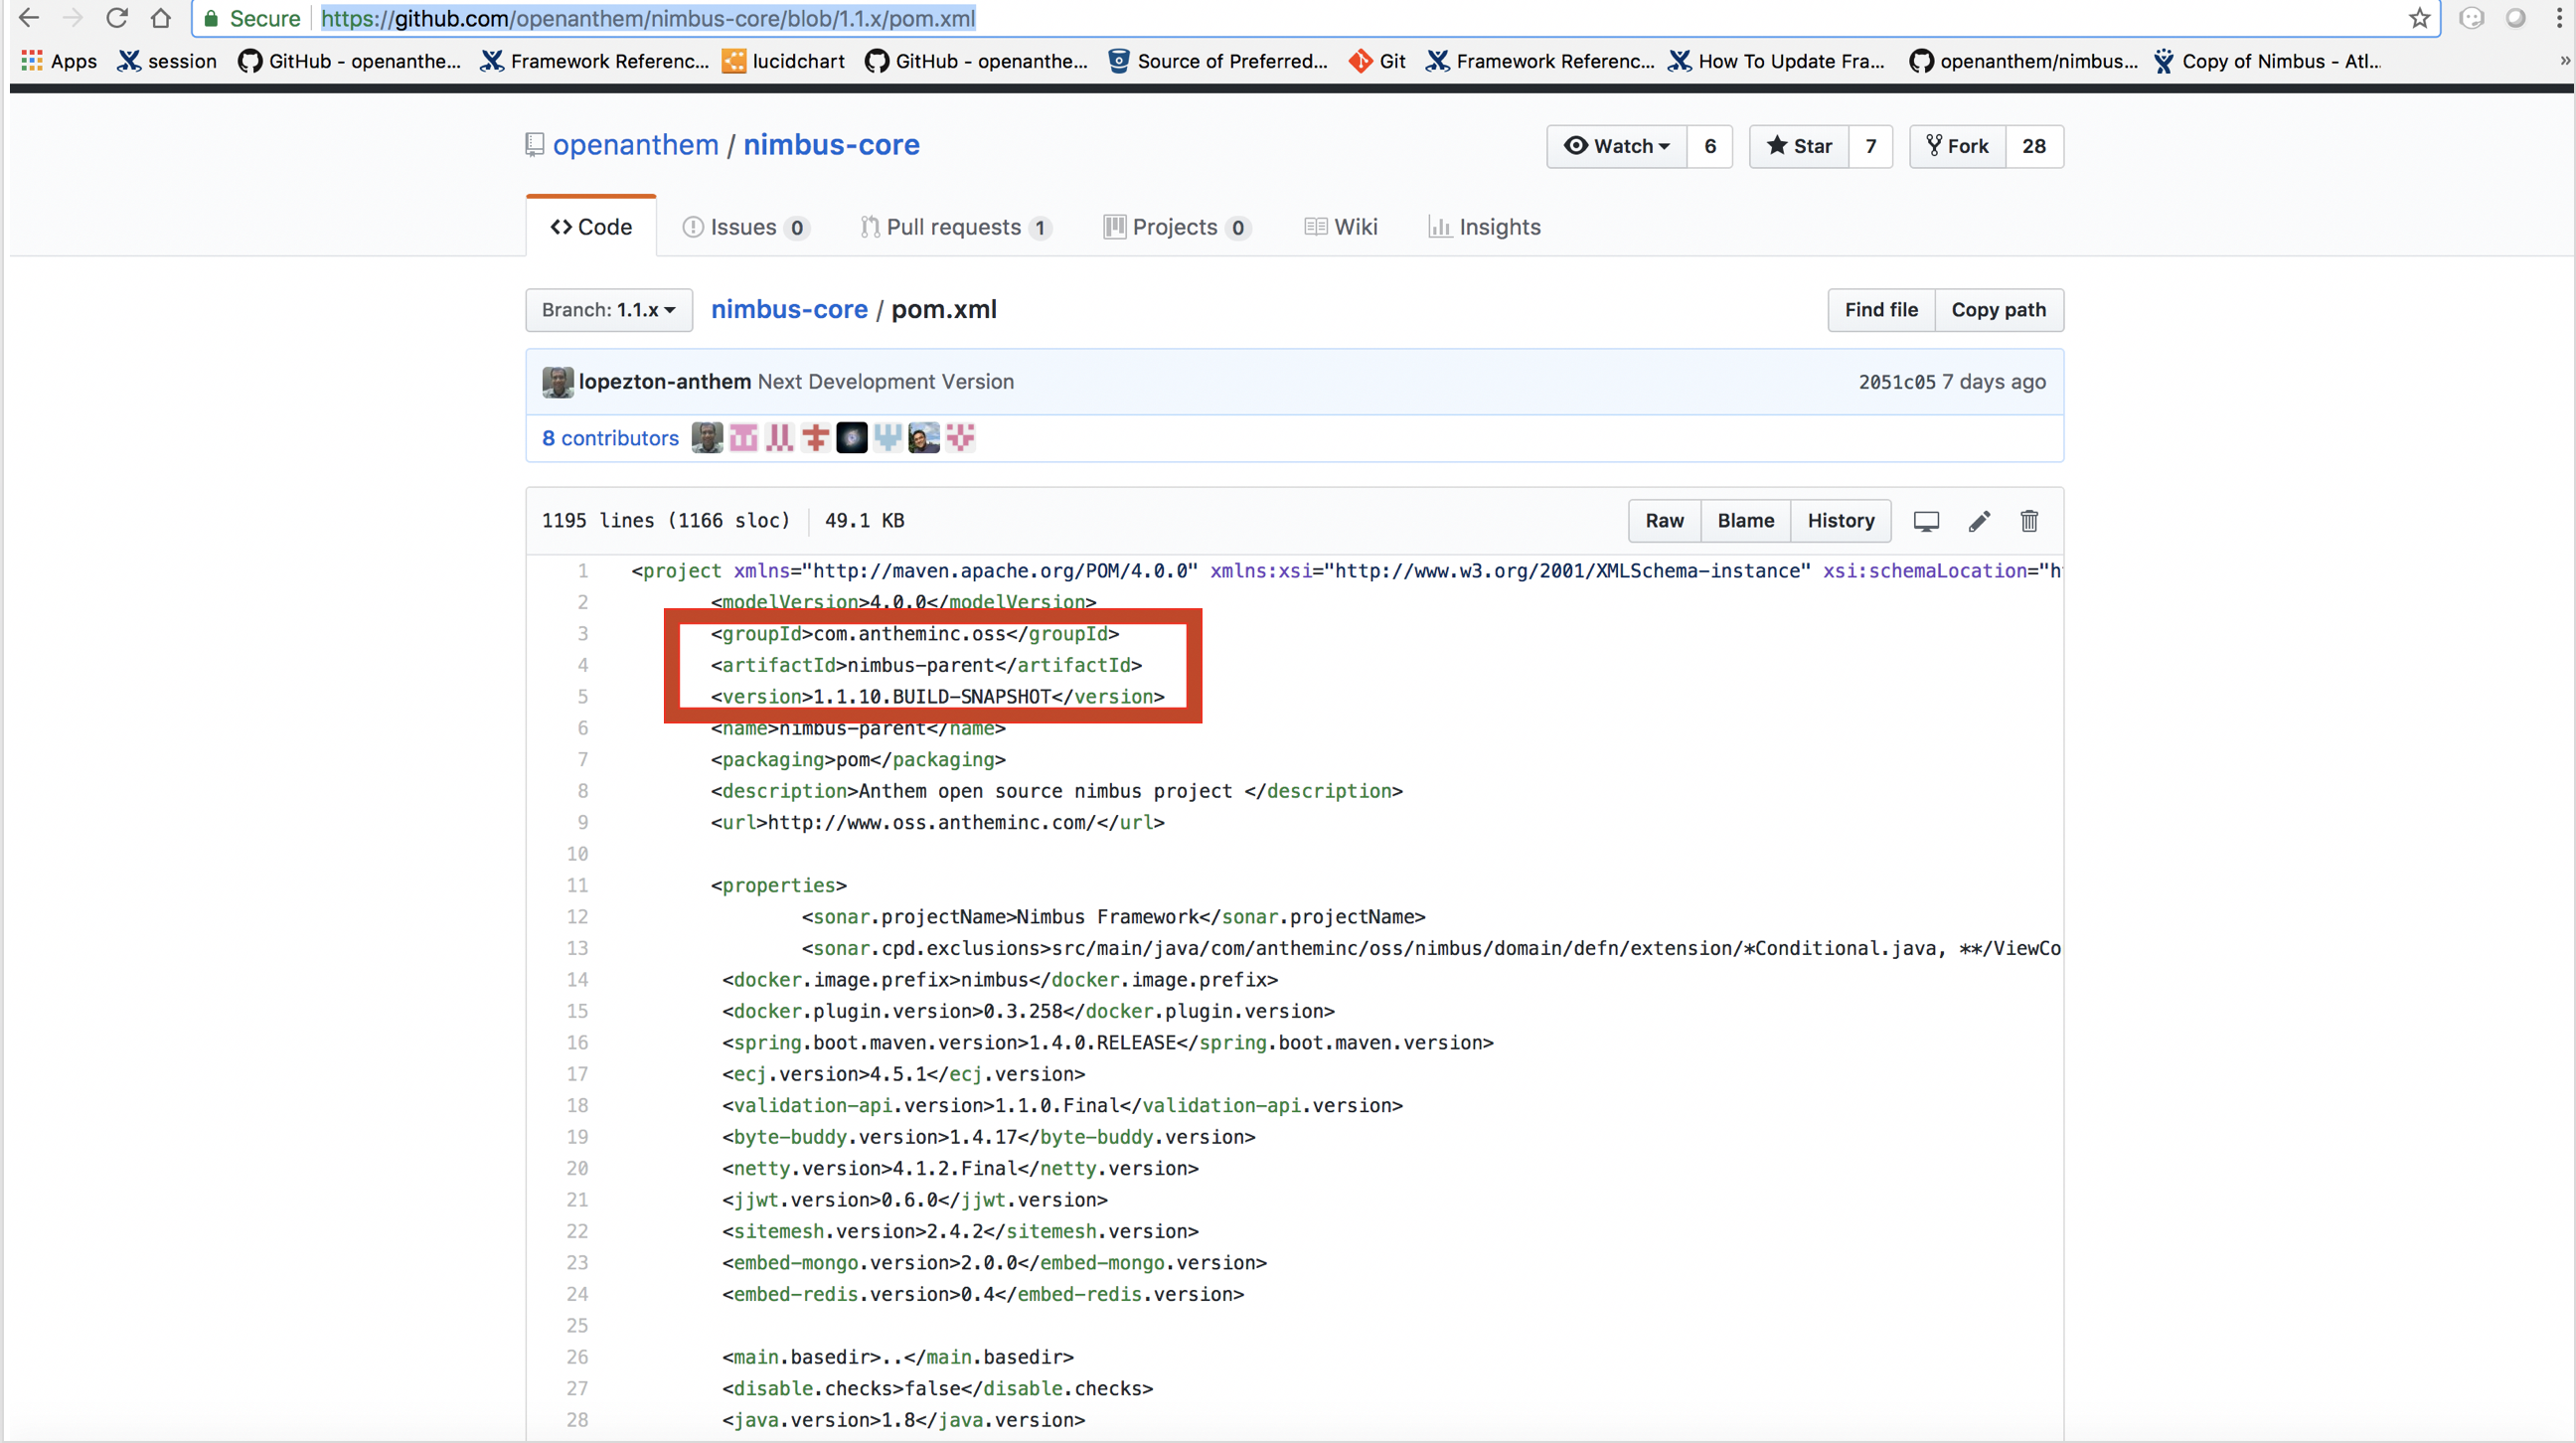 Secure https://github.com/openanthem/nimbus-core/blob/1.1.x/pom.xml
Apps session GitHub - openanthe... Framework Referenc... lucidchart GitHub - openanthe... Source of Preferred... Git Framework Referenc... How To Update Fra... openanthem/nimbus... Copy of Nimbus - Atl... »
openanthem / nimbus-core Watch 6 Star 7 Fork 28
<> Code Issues 0 Pull requests 1 Projects 0 Wiki Insights
Branch: 1.1.x nimbus-core / pom.xml Find file Copy path
lopezton-anthem Next Development Version 2051c05 7 days ago
8 contributors
1195 lines (1166 sloc) 49.1 KB Raw Blame History
1 <project xmlns="http://maven.apache.org/POM/4.0.0" xmlns:xsi="http://www.w3.org/2001/XMLSchema-instance" xsi:schemaLocation="h
2 <modelVersion>4.0.0</modelVersion>
3 <groupId>com.antheminc.oss</groupId>
4 <artifactId>nimbus-parent</artifactId>
5 <version>1.1.10.BUILD-SNAPSHOT</version>
6 <name>nimbus-parent</name>
7 <packaging>pom</packaging>
8 <description>Anthem open source nimbus project </description>
9 <url>http://www.oss.antheminc.com/</url>
10
11 <properties>
12 <sonar.projectName>Nimbus Framework</sonar.projectName>
13 <sonar.cpd.exclusions>src/main/java/com/antheminc/oss/nimbus/domain/defn/extension/*Conditional.java, **/ViewCo
14 <docker.image.prefix>nimbus</docker.image.prefix>
15 <docker.plugin.version>0.3.258</docker.plugin.version>
16 <spring.boot.maven.version>1.4.0.RELEASE</spring.boot.maven.version>
17 <ecj.version>4.5.1</ecj.version>
18 <validation-api.version>1.1.0.Final</validation-api.version>
19 <byte-buddy.version>1.4.17</byte-buddy.version>
20 <netty.version>4.1.2.Final</netty.version>
21 <jjwt.version>0.6.0</jjwt.version>
22 <sitemesh.version>2.4.2</sitemesh.version>
23 <embed-mongo.version>2.0.0</embed-mongo.version>
24 <embed-redis.version>0.4</embed-redis.version>
25
26 <main.basedir>..</main.basedir>
27 <disable.checks>false</disable.checks>
28 <java.version>1.8</java.version>